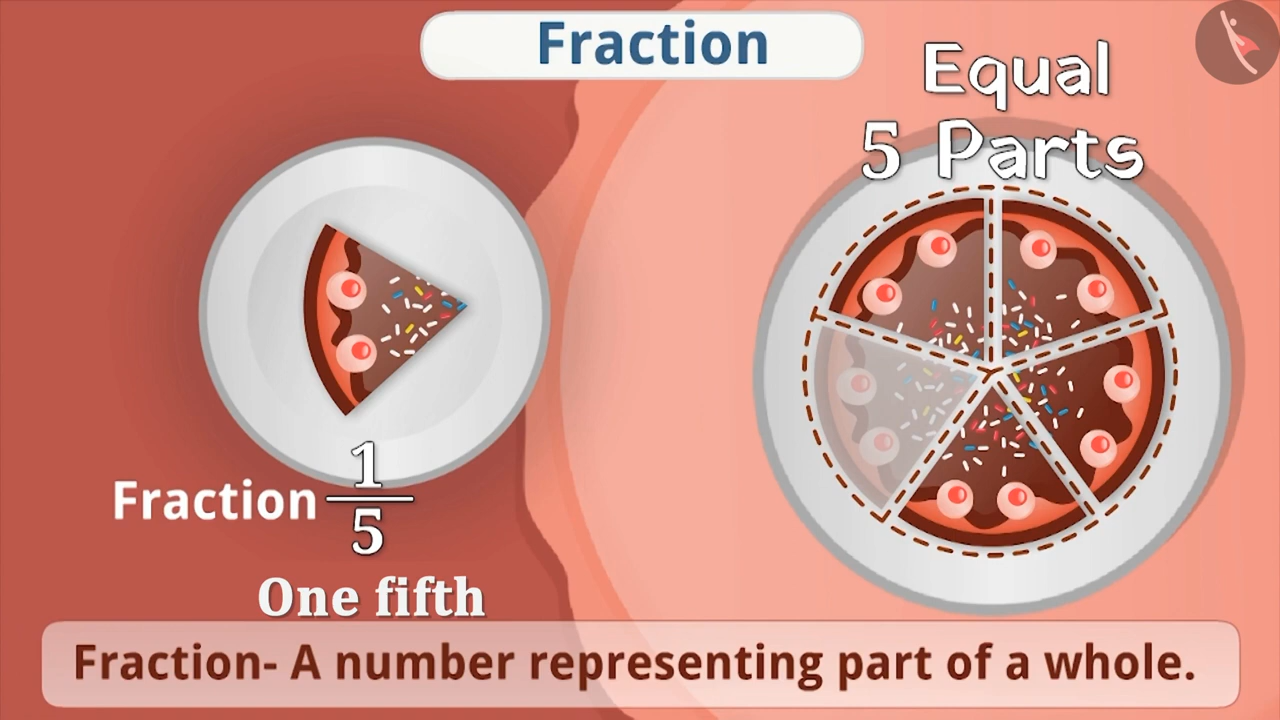 Fraction
Equal
5 Parts
Fraction 1/5
One fifth
Fraction- A number representing part of a whole.